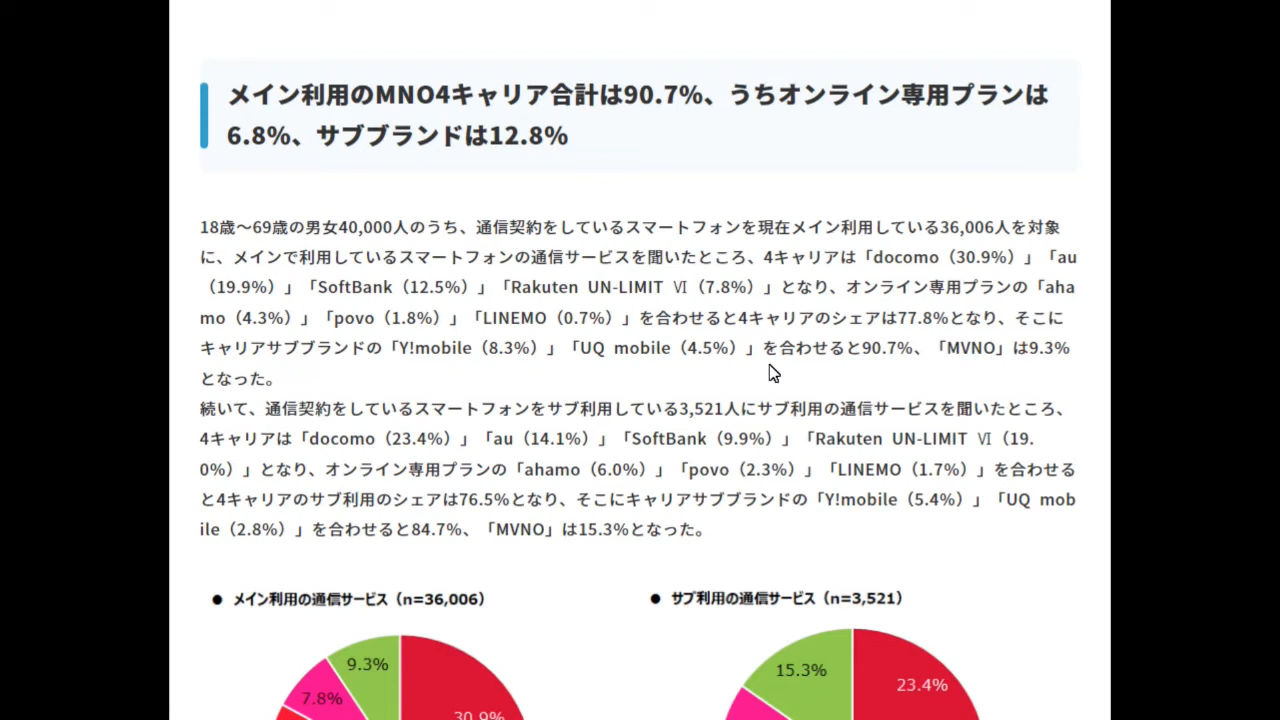 メイン利用のMNO4キャリア合計は90.7%、うちオンライン専用プランは
6.8%、サブブランドは12.8%
18歳～69歳の男女40,000人のうち、通信契約をしているスマートフォンを現在メイン利用している36,006人を対象
に、メインで利用しているスマートフォンの通信サービスを聞いたところ、4キャリアは「docomo（30.9%）」「au
（19.9%）」「SoftBank（12.5%）」「Rakuten UN-LIMIT Ⅵ（7.8%）」となり、オンライン専用プランの「aha
mo（4.3%）」「povo（1.8%）」「LINEMO（0.7%）」を合わせると4キャリアのシェアは77.8%となり、そこに
キャリアサブブランドの「Y!mobile（8.3%）」「UQ mobile（4.5%）」を合わせると90.7%、「MVNO」は9.3%
となった。
続いて、通信契約をしているスマートフォンをサブ利用している3,521人にサブ利用の通信サービスを聞いたところ、
4キャリアは「docomo（23.4%）」「au（14.1%）」「SoftBank（9.9%）」「Rakuten UN-LIMIT Ⅵ（19.
0%）」となり、オンライン専用プランの「ahamo（6.0%）」「povo（2.3%）」「LINEMO（1.7%）」を合わせる
と4キャリアのサブ利用のシェアは76.5%となり、そこにキャリアサブブランドの「Y!mobile（5.4%）」「UQ mob
ile（2.8%）」を合わせると84.7%、「MVNO」は15.3%となった。
● メイン利用の通信サービス（n=36,006）
● サブ利用の通信サービス（n=3,521）
9.3%
7.8%
30.9%
15.3%
23.4%